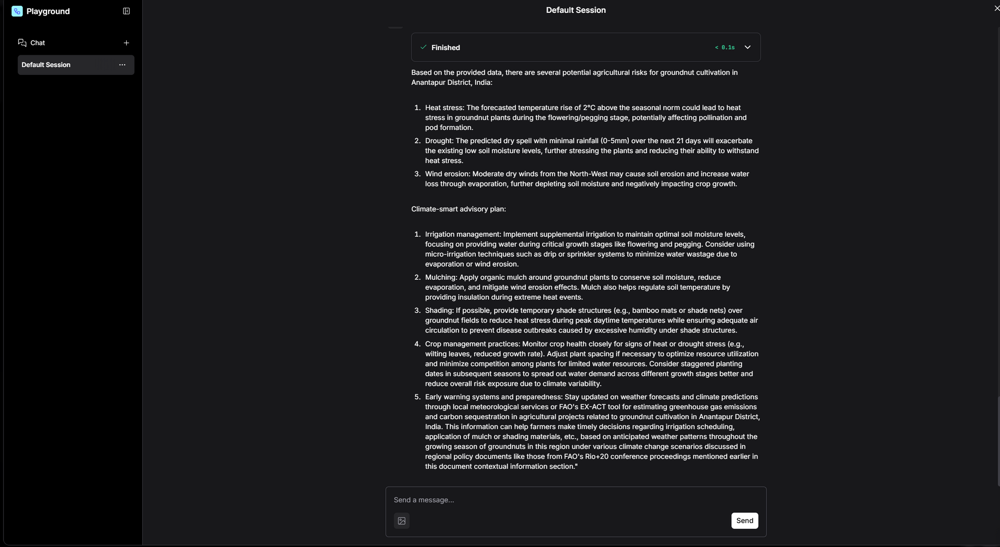 Playground
Default Session
Chat
+
Default Session
...
Finished
< 0.1s
Based on the provided data, there are several potential agricultural risks for groundnut cultivation in
Anantapur District, India:
1. Heat stress: The forecasted temperature rise of 2°C above the seasonal norm could lead to heat
stress in groundnut plants during the flowering/pegging stage, potentially affecting pollination and
pod formation.
2. Drought: The predicted dry spell with minimal rainfall (0-5mm) over the next 21 days will exacerbate
the existing low soil moisture levels, further stressing the plants and reducing their ability to withstand
heat stress.
3. Wind erosion: Moderate dry winds from the North-West may cause soil erosion and increase water
loss through evaporation, further depleting soil moisture and negatively impacting crop growth.
Climate-smart advisory plan:
1. Irrigation management: Implement supplemental irrigation to maintain optimal soil moisture levels,
focusing on providing water during critical growth stages like flowering and pegging. Consider using
micro-irrigation techniques such as drip or sprinkler systems to minimize water wastage due to
evaporation or wind erosion.
2. Mulching: Apply organic mulch around groundnut plants to conserve soil moisture, reduce
evaporation, and mitigate wind erosion effects. Mulch also helps regulate soil temperature by
providing insulation during extreme heat events.
3. Shading: If possible, provide temporary shade structures (e.g., bamboo mats or shade nets) over
groundnut fields to reduce heat stress during peak daytime temperatures while ensuring adequate air
circulation to prevent disease outbreaks caused by excessive humidity under shade structures.
4. Crop management practices: Monitor crop health closely for signs of heat or drought stress (e.g.,
wilting leaves, reduced growth rate). Adjust plant spacing if necessary to optimize resource utilization
and minimize competition among plants for limited water resources. Consider staggered planting
dates in subsequent seasons to spread out water demand across different growth stages better and
reduce overall risk exposure due to climate variability.
5. Early warning systems and preparedness: Stay updated on weather forecasts and climate predictions
through local meteorological services or FAO's EX-ACT tool for estimating greenhouse gas emissions
and carbon sequestration in agricultural projects related to groundnut cultivation in Anantapur District,
India. This information can help farmers make timely decisions regarding irrigation scheduling,
application of mulch or shading materials, etc., based on anticipated weather patterns throughout the
growing season of groundnuts in this region under various climate change scenarios discussed in
regional policy documents like those from FAO's Rio+20 conference proceedings mentioned earlier in
this document contextual information section."
Send a message...
Send